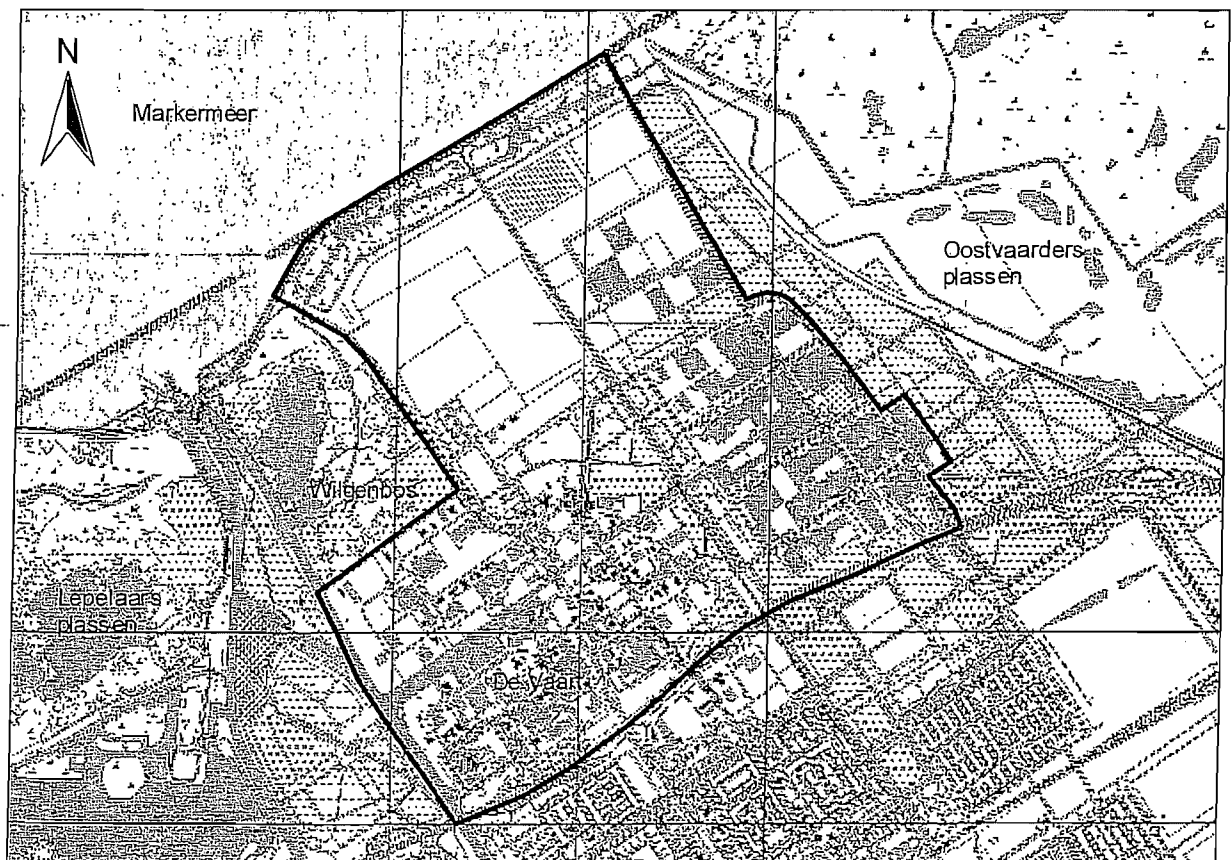 N
Markermeer
Oostvaarders
plassen
Wilgenbos
Lepelaars
plassen
De Vaart